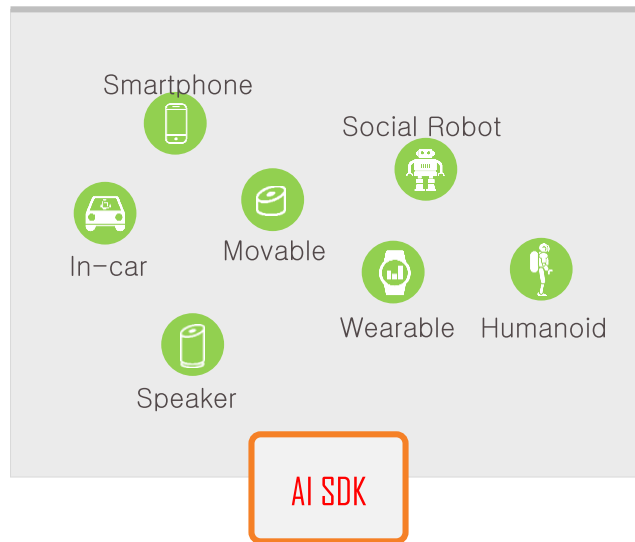 Smartphone
Social Robot
Movable
In-car
Wearable
Humanoid
Speaker
AI SDK